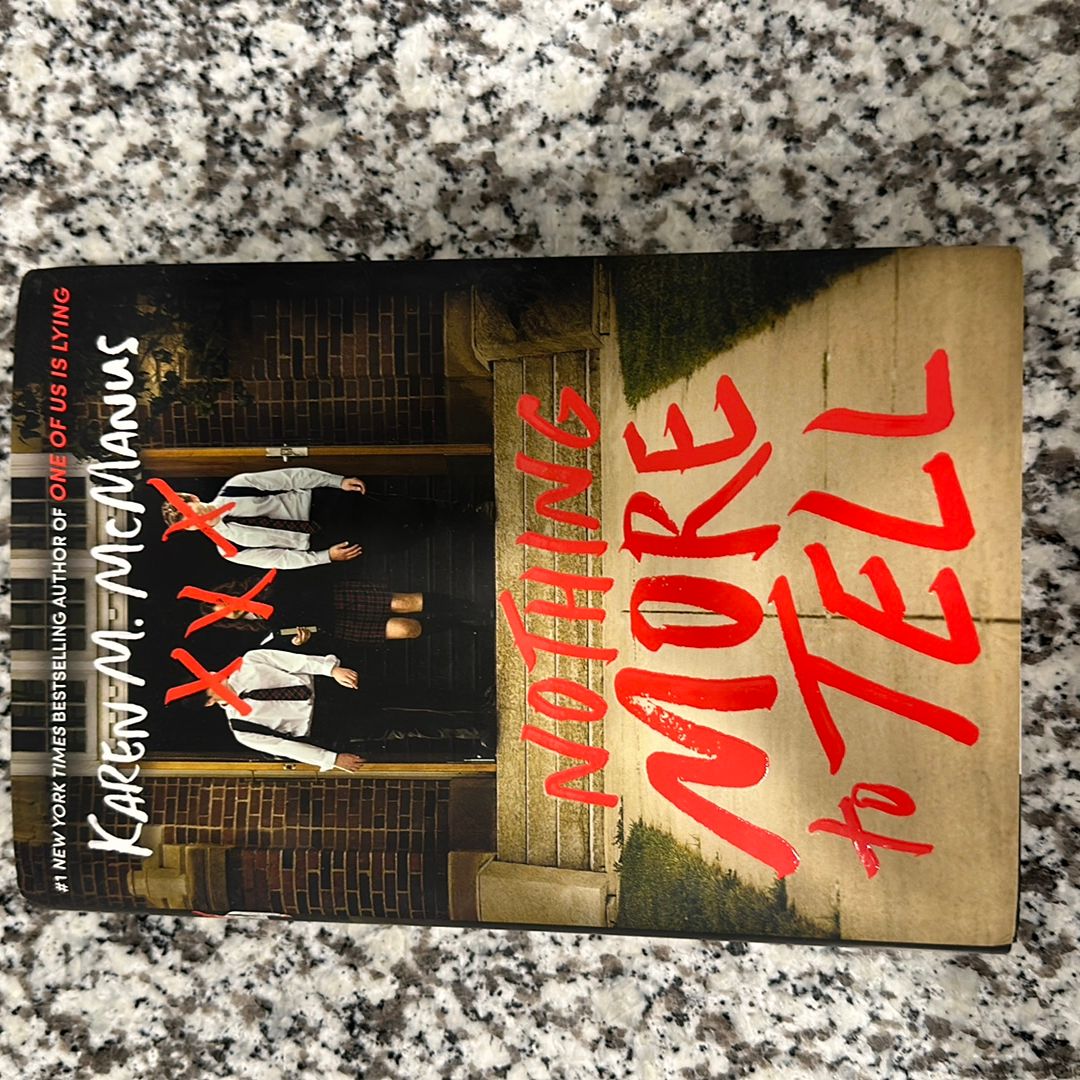 #1 NEW YORK TIMES BESTSELLING AUTHOR OF ONE OF US IS LYING
KAREN M. MCMANUS
NOTHING
MORE
to TELL